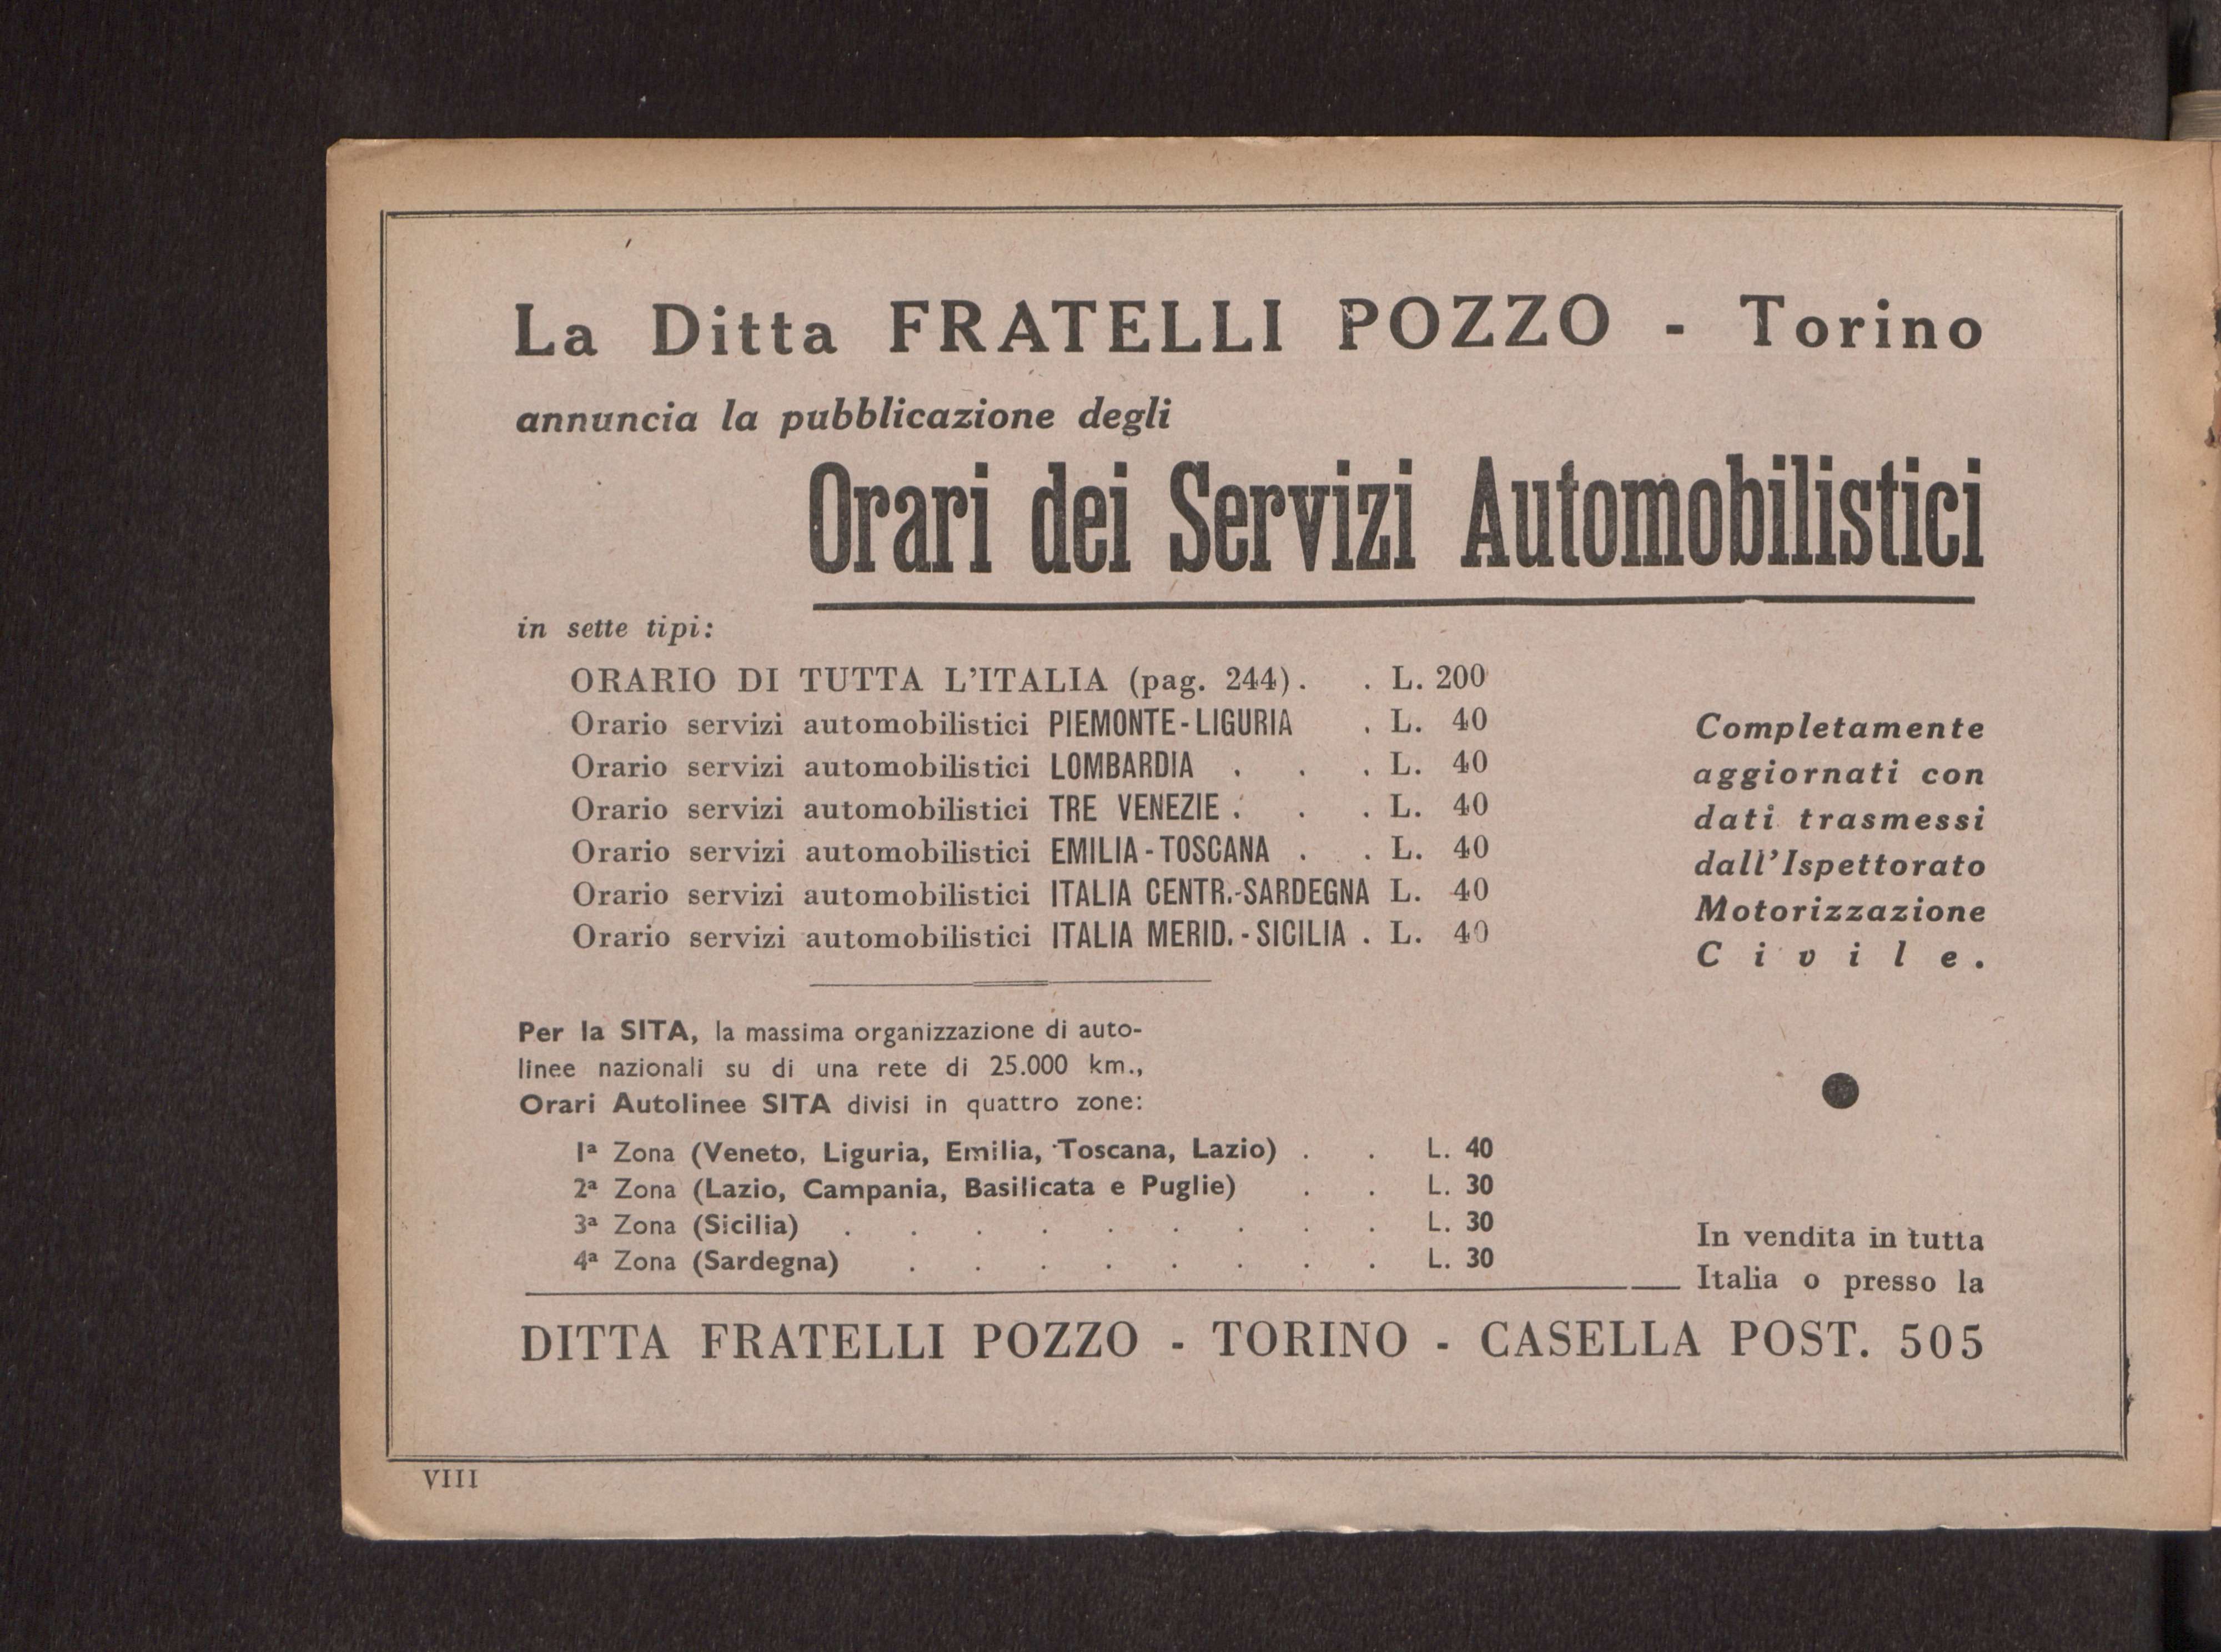 La Ditta FRATELLI POZZO - Torino
annuncia la pubblicazione degli
Orari dei Servizi Automobilistici
in sette tipi:
ORARIO DI TUTTA L'ITALIA (pag. 244). . L. 200
Orario servizi automobilistici PIEMONTE-LIGURIA . L. 40
Orario servizi automobilistici LOMBARDIA . . . L. 40
Orario servizi automobilistici TRE VENEZIE . . . L. 40
Orario servizi automobilistici EMILIA-TOSCANA . . L. 40
Orario servizi automobilistici ITALIA CENTR.-SARDEGNA L. 40
Orario servizi automobilistici ITALIA MERID.-SICILIA . L. 40
Completamente
aggiornati con
dati trasmessi
dall'Ispettorato
Motorizzazione
Civile.
Per la SITA, la massima organizzazione di auto-
linee nazionali su di una rete di 25.000 km.,
Orari Autolinee SITA divisi in quattro zone:
1ª Zona (Veneto, Liguria, Emilia, Toscana, Lazio) . . L. 40
2ª Zona (Lazio, Campania, Basilicata e Puglie) . . L. 30
3ª Zona (Sicilia) . . . . . . . . . L. 30
4ª Zona (Sardegna) . . . . . . . . L. 30
In vendita in tutta
Italia o presso la
DITTA FRATELLI POZZO - TORINO - CASELLA POST. 505
VIII